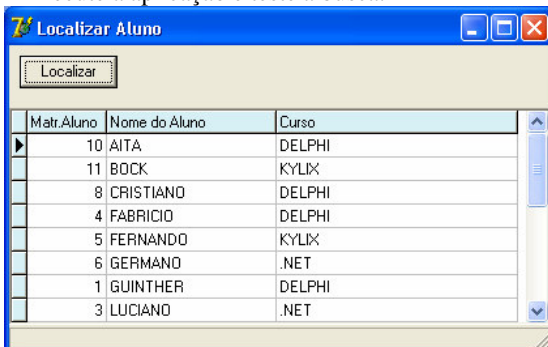 Localizar Aluno
Localizar
Matr.Aluno Nome do Aluno Curso
10 AITA DELPHI
11 BOCK KYLIX
8 CRISTIANO DELPHI
4 FABRICIO DELPHI
5 FERNANDO KYLIX
6 GERMANO .NET
1 GUINTHER DELPHI
3 LUCIANO .NET